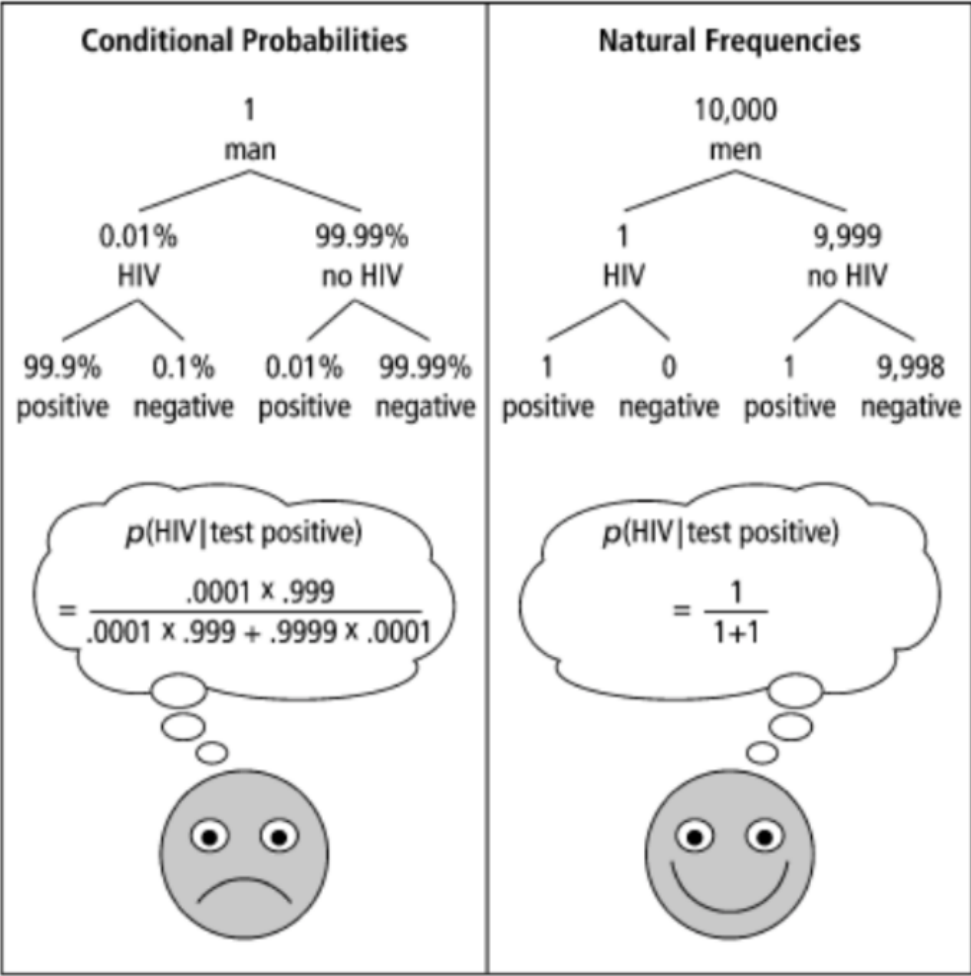 Conditional Probabilities
1
man
0.01% 99.99%
HIV no HIV
99.9% 0.1% 0.01% 99.99%
positive negative positive negative
p(HIV|test positive)
= .0001 x .999
.0001 x .999 + .9999 x .0001
Natural Frequencies
10,000
men
1 9,999
HIV no HIV
1 0 1 9,998
positive negative positive negative
p(HIV|test positive)
= 1
1+1